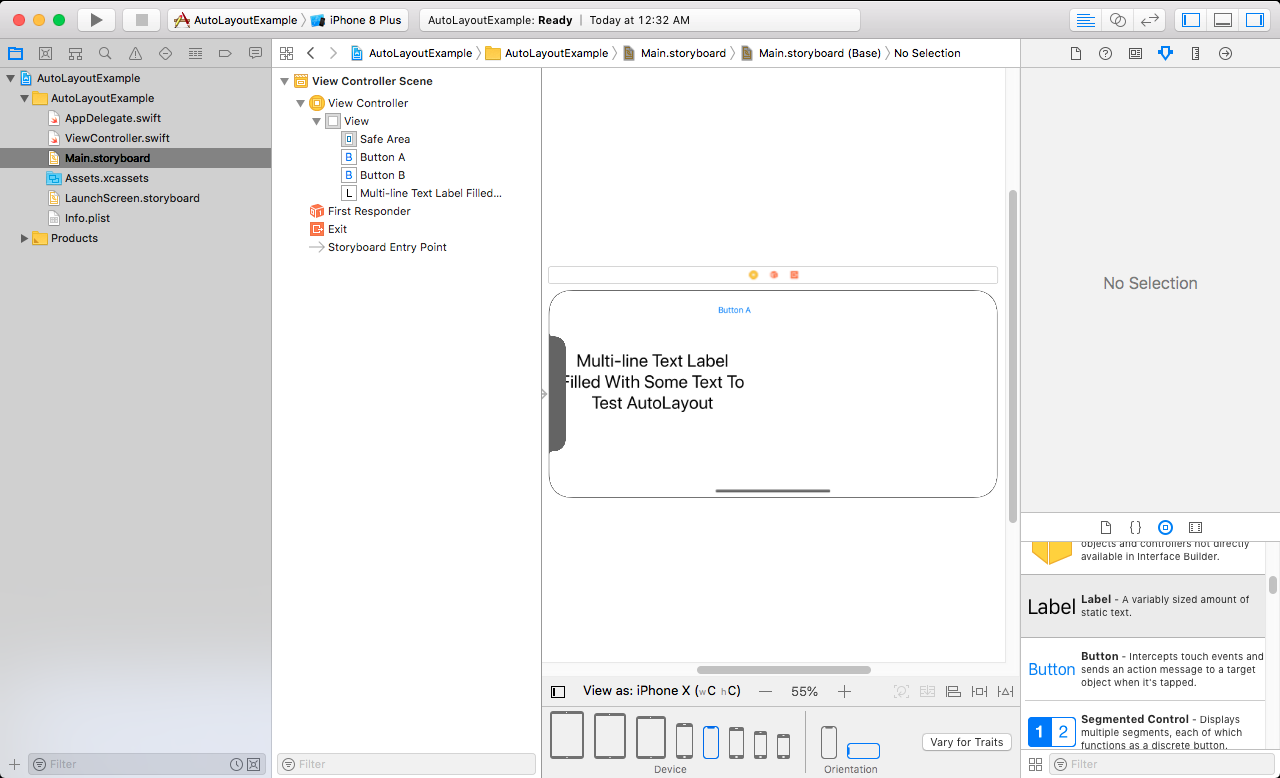 AutoLayoutExample iPhone 8 Plus
AutoLayoutExample: Ready | Today at 12:32 AM
AutoLayoutExample AutoLayoutExample Main.storyboard Main.storyboard (Base) No Selection
AutoLayoutExample
AutoLayoutExample
AppDelegate.swift
ViewController.swift
Main.storyboard
Assets.xcassets
LaunchScreen.storyboard
Info.plist
Products
Filter
View Controller Scene
View Controller
View
Safe Area
B Button A
B Button B
L Multi-line Text Label Filled...
First Responder
Exit
Storyboard Entry Point
Filter
Button A
Multi-line Text Label
Filled With Some Text To
Test AutoLayout
View as: iPhone X (wC hC) — 55% +
Device
Orientation
Vary for Traits
No Selection
objects and controllers not directly
available in Interface Builder.
Label
Label - A variably sized amount of
static text.
Button
Button - Intercepts touch events and
sends an action message to a target
object when it's tapped.
1 2
Segmented Control - Displays
multiple segments, each of which
functions as a discrete button.
Filter